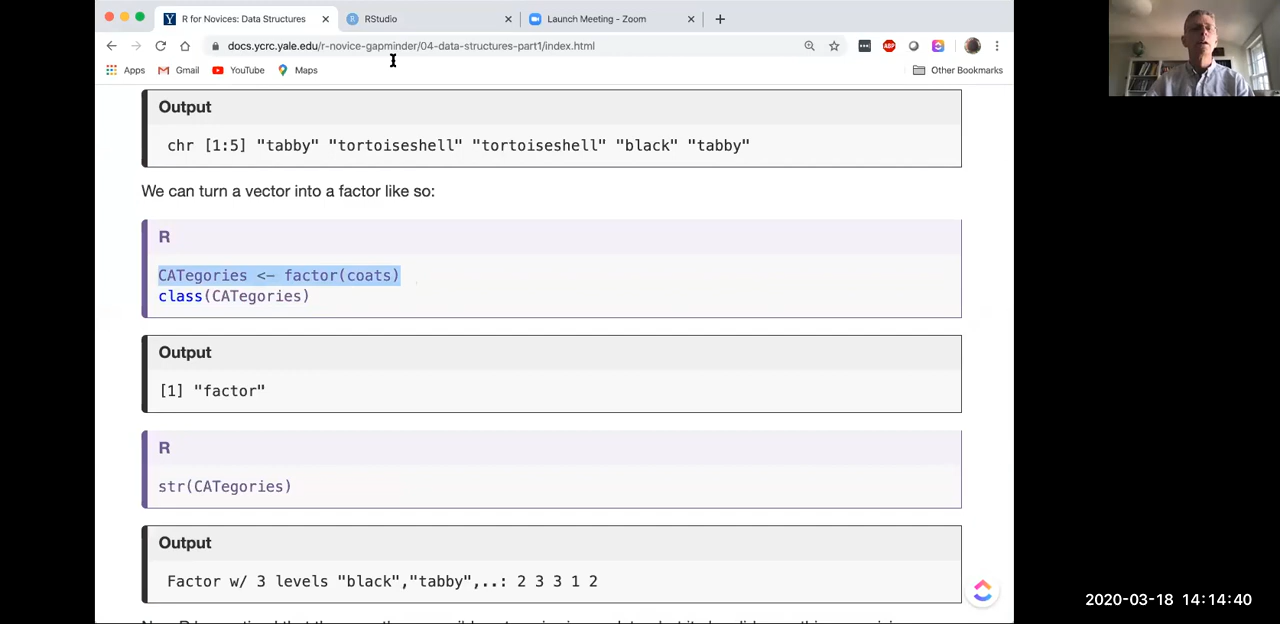 R for Novices: Data Structures
RStudio
Launch Meeting - Zoom
docs.ycrc.yale.edu/r-novice-gapminder/04-data-structures-part1/index.html
ABP
Apps
Gmail
YouTube
Maps
Other Bookmarks
Output
chr [1:5] "tabby" "tortoiseshell" "tortoiseshell" "black" "tabby"
We can turn a vector into a factor like so:
R
CATegories <- factor(coats)
class(CATegories)
Output
[1] "factor"
R
str(CATegories)
Output
Factor w/ 3 levels "black","tabby",..: 2 3 3 1 2
2020-03-18 14:14:40